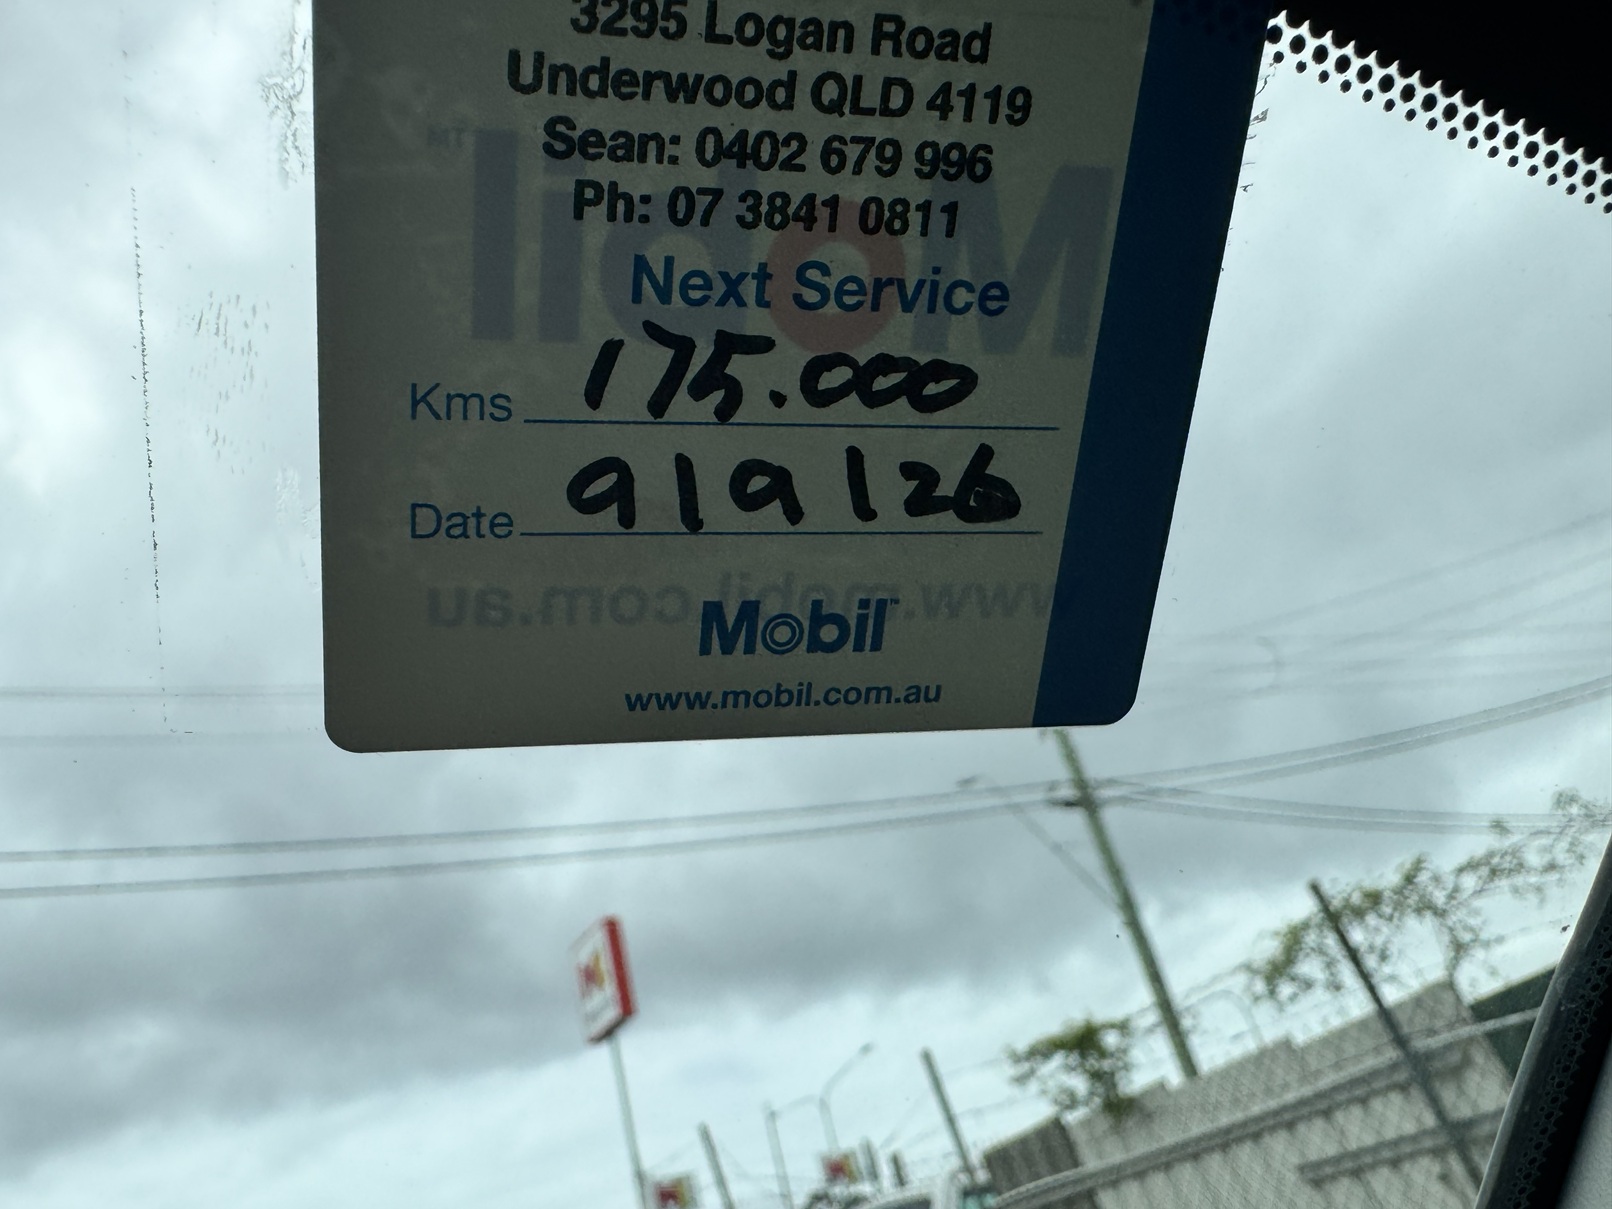 3295 Logan Road
Underwood QLD 4119
Sean: 0402 679 996
Ph: 07 3841 0811
Next Service
Kms 175.000
Date 9/9/26
Mobil™
www.mobil.com.au